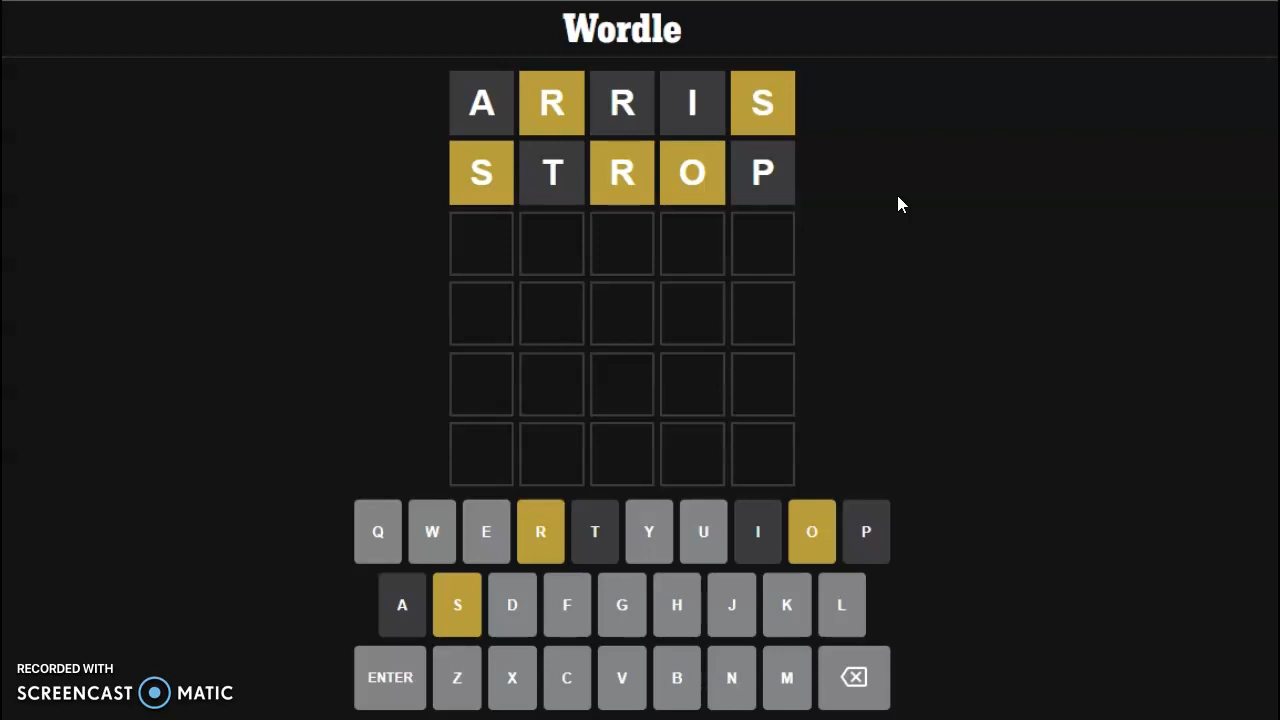 Wordle
A R R I S
S T R O P
Q W E R T Y U I O P
A S D F G H J K L
ENTER Z X C V B N M
RECORDED WITH
SCREENCAST MATIC